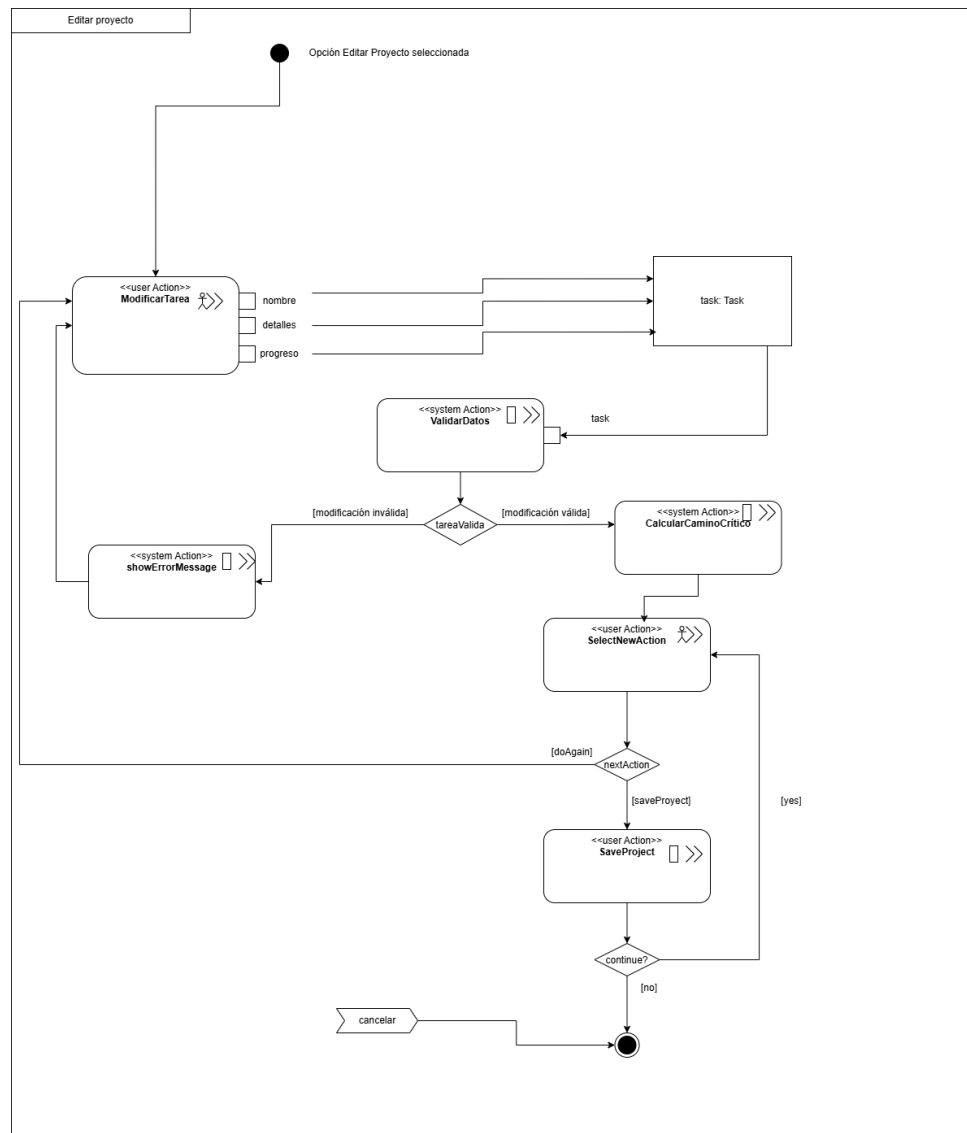 Editar proyecto
Opción Editar Proyecto seleccionada
<<user Action>>
ModificarTarea
nombre
detalles
progreso
task: Task
<<system Action>>
ValidarDatos
task
[modificación inválida]
tareaValida
[modificación válida]
<<system Action>>
CalcularCaminoCrítico
<<system Action>>
showErrorMessage
<<user Action>>
SelectNewAction
[doAgain]
nextAction
[saveProyect]
[yes]
<<user Action>>
SaveProject
continue?
[no]
cancelar